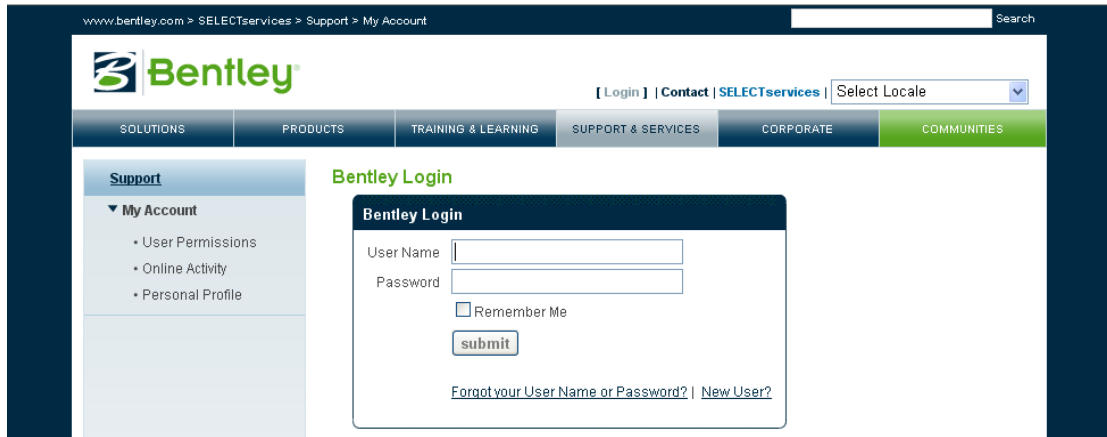 www.bentley.com > SELECTservices > Support > My Account
Search
Bentley
[ Login ] | Contact | SELECTservices | Select Locale
SOLUTIONS PRODUCTS TRAINING & LEARNING SUPPORT & SERVICES CORPORATE COMMUNITIES
Support
My Account
• User Permissions
• Online Activity
• Personal Profile
Bentley Login
Bentley Login
User Name
Password
Remember Me
submit
Forgot your User Name or Password? | New User?